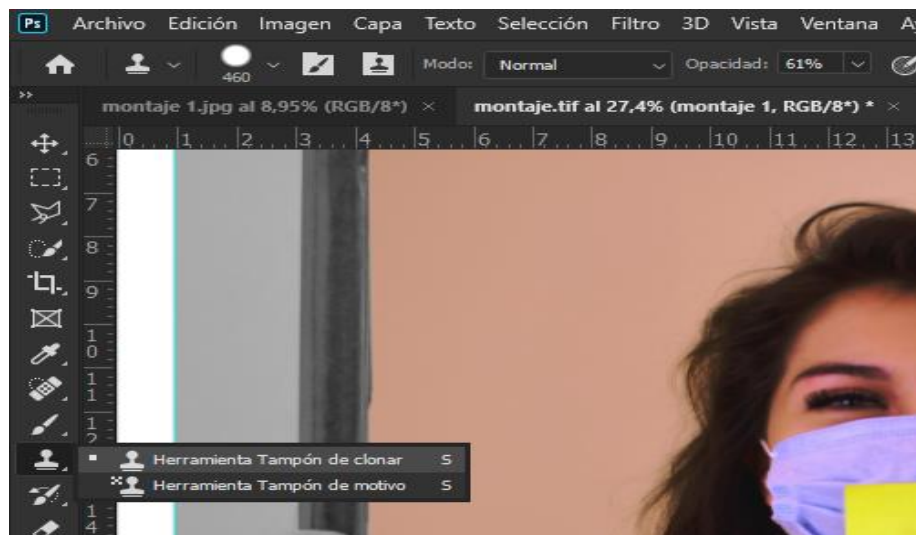 Ps Archivo Edición Imagen Capa Texto Selección Filtro 3D Vista Ventana
460 Modo: Normal Opacidad: 61%
montaje 1.jpg al 8,95% (RGB/8*) × montaje.tif al 27,4% (montaje 1, RGB/8*) * ×
0 1 2 3 4 5 6 7 8 9 10 11 12 13
6
7
8
9
10
11
12
Herramienta Tampón de clonar S
Herramienta Tampón de motivo S
14